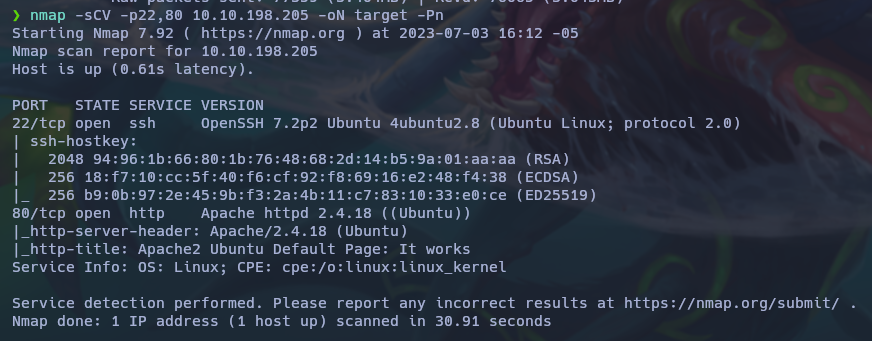 ❯ nmap -sCV -p22,80 10.10.198.205 -oN target -Pn
Starting Nmap 7.92 ( https://nmap.org ) at 2023-07-03 16:12 -05
Nmap scan report for 10.10.198.205
Host is up (0.61s latency).

PORT   STATE SERVICE VERSION
22/tcp open  ssh     OpenSSH 7.2p2 Ubuntu 4ubuntu2.8 (Ubuntu Linux; protocol 2.0)
| ssh-hostkey:
|   2048 94:96:1b:66:80:1b:76:48:68:2d:14:b5:9a:01:aa:aa (RSA)
|   256 18:f7:10:cc:5f:40:f6:cf:92:f8:69:16:e2:48:f4:38 (ECDSA)
|_  256 b9:0b:97:2e:45:9b:f3:2a:4b:11:c7:83:10:33:e0:ce (ED25519)
80/tcp open  http    Apache httpd 2.4.18 ((Ubuntu))
|_http-server-header: Apache/2.4.18 (Ubuntu)
|_http-title: Apache2 Ubuntu Default Page: It works
Service Info: OS: Linux; CPE: cpe:/o:linux:linux_kernel

Service detection performed. Please report any incorrect results at https://nmap.org/submit/ .
Nmap done: 1 IP address (1 host up) scanned in 30.91 seconds